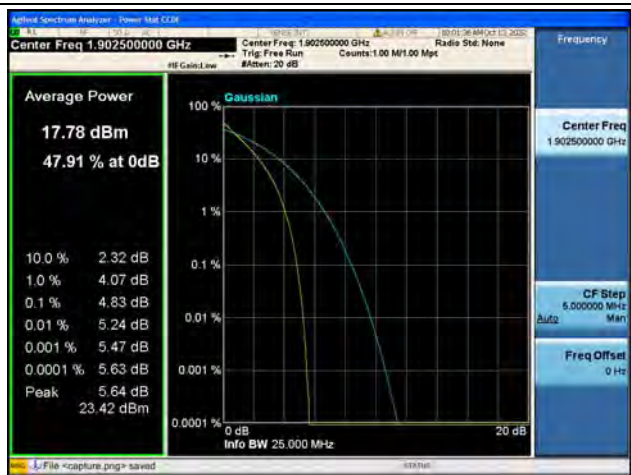 Agilent Spectrum Analyzer - Power Stat CCDF
Center Freq 1.902500000 GHz
Center Freq: 1.902500000 GHz
Radio Std: None
Trig: Free Run
Counts:1.00 M/1.00 Mpt
#IFGain:Low
#Atten: 20 dB
Average Power
17.78 dBm
47.91 % at 0dB
10.0 % 2.32 dB
1.0 % 4.07 dB
0.1 % 4.83 dB
0.01 % 5.24 dB
0.001 % 5.47 dB
0.0001 % 5.63 dB
Peak 5.64 dB
23.42 dBm
Gaussian
100 %
10 %
1 %
0.1 %
0.01 %
0.001 %
0.0001 %
0 dB
20 dB
Info BW 25.000 MHz
Frequency
Center Freq
1.902500000 GHz
CF Step
5.000000 MHz
Auto Man
Freq Offset
0 Hz
MSG File <capture.png> saved
STATUS